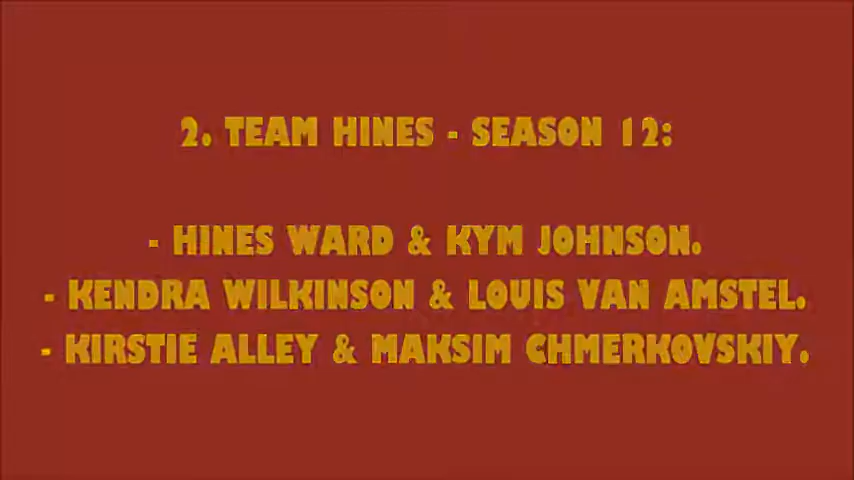 2. TEAM HINES - SEASON 12:
- HINES WARD & KYM JOHNSON.
- KENDRA WILKINSON & LOUIS VAN AMSTEL.
- KIRSTIE ALLEY & MAKSIM CHMERKOVSKIY.